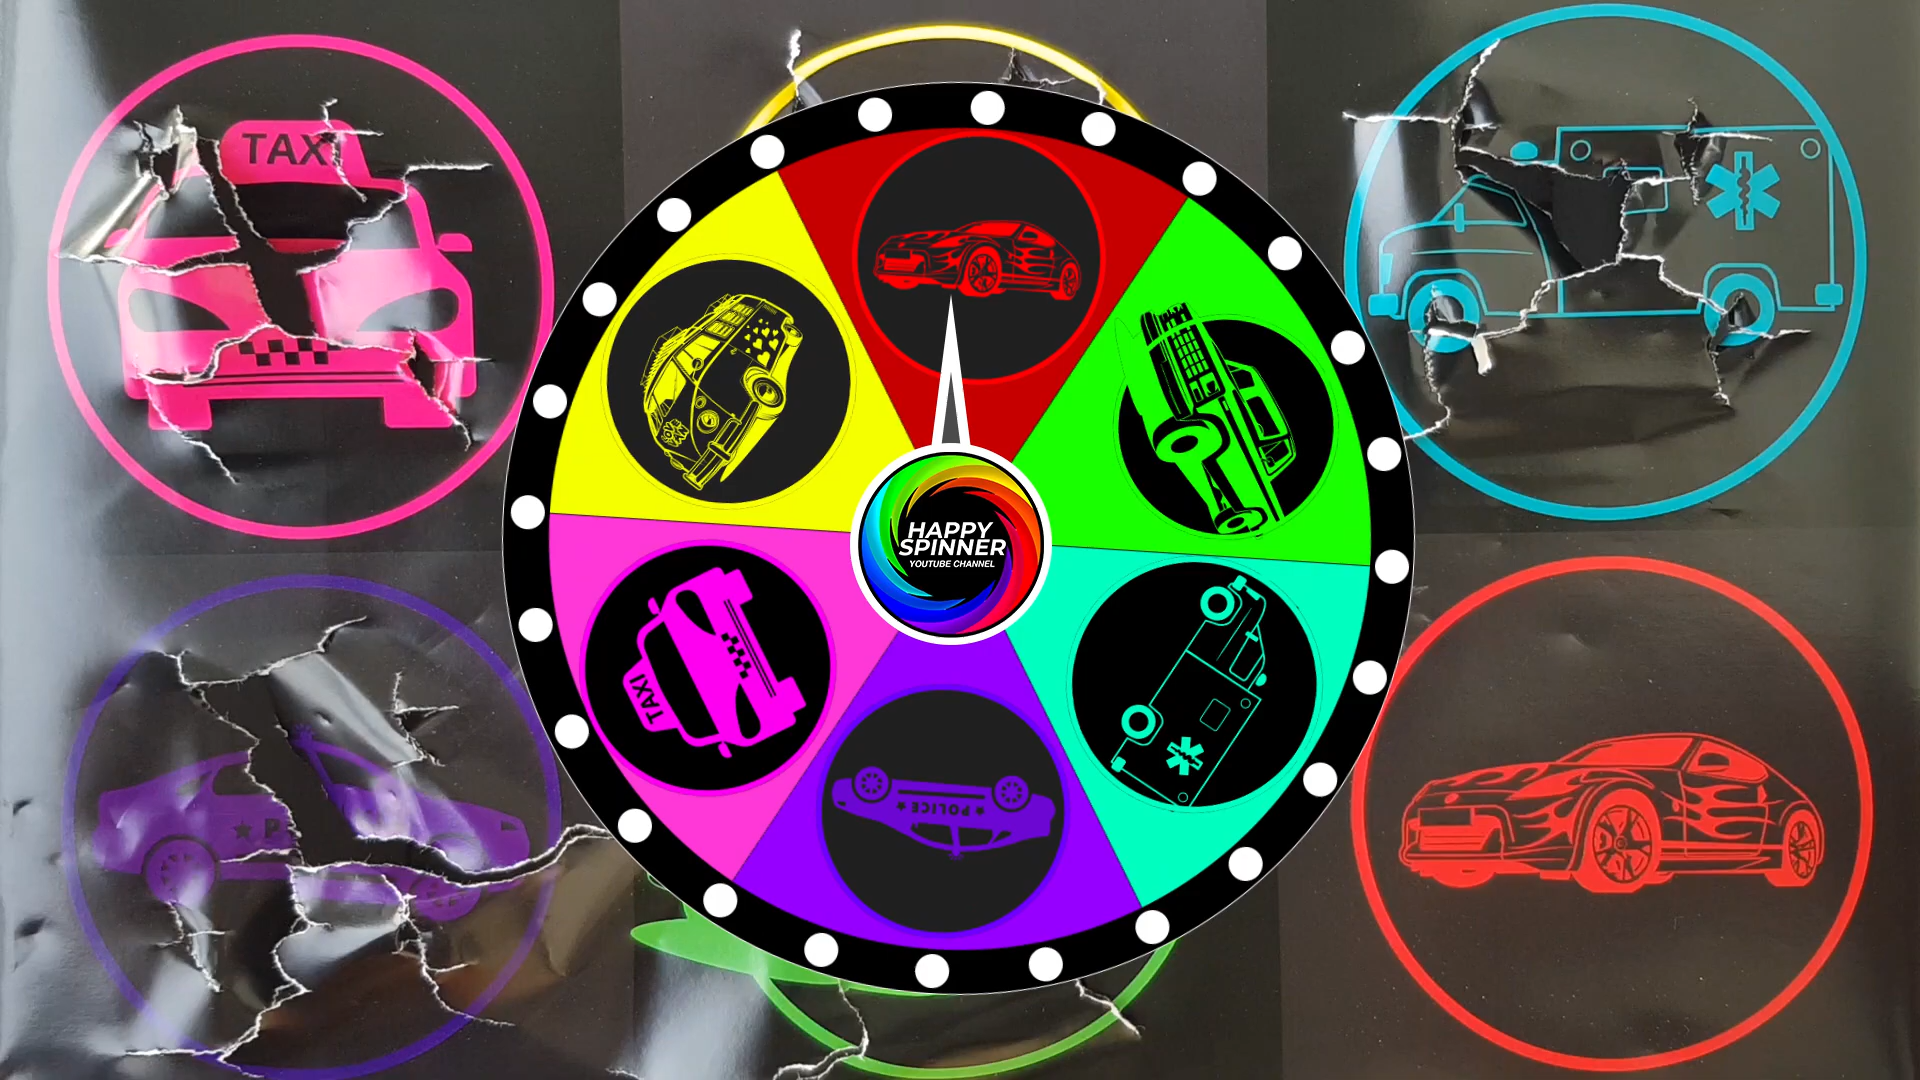 TAXI
HAPPY
SPINNER
YOUTUBE CHANNEL
TAXI
POLICE
P